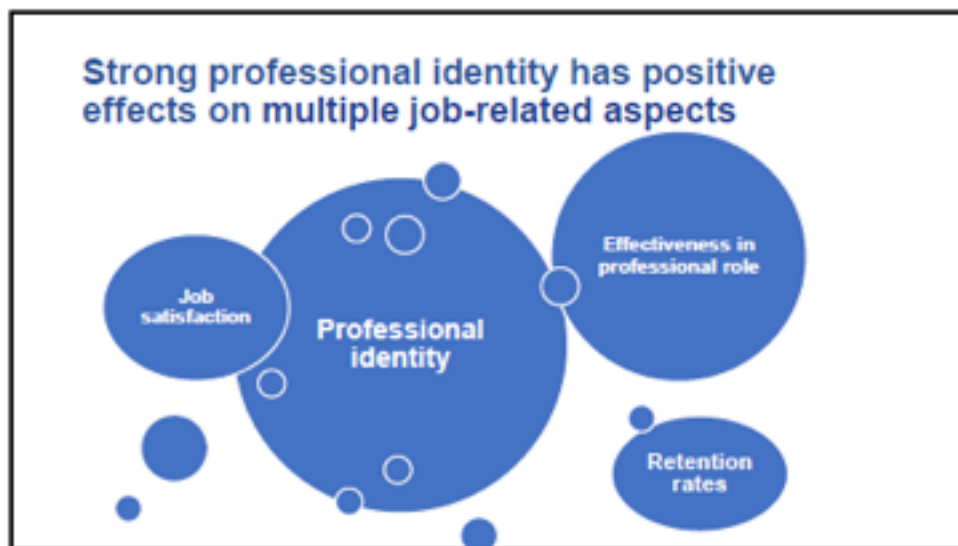 Strong professional identity has positive
effects on multiple job-related aspects
Job
satisfaction
Professional
identity
Effectiveness in
professional role
Retention
rates